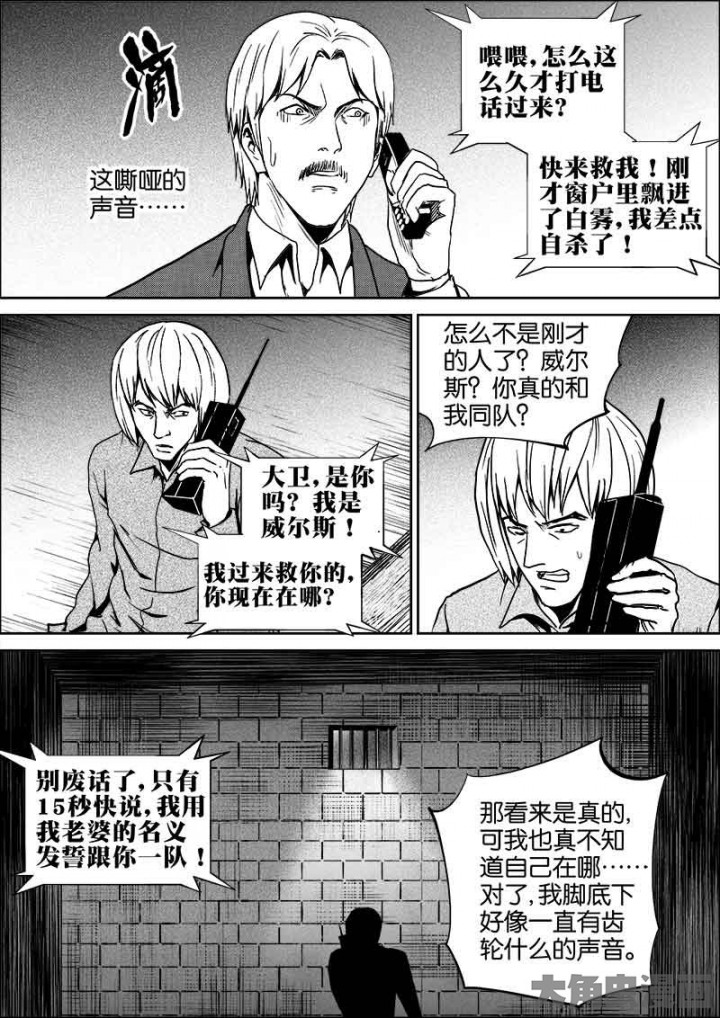 滴
喂喂，怎么这
么久才打电
话过来？
快来救我！刚
才窗户里飘进
了白雾，我差点
自杀了！
这嘶哑的
声音……
大卫，是你
吗？我是
威尔斯！
我过来救你的，
你现在在哪？
怎么不是刚才
的人了？威尔
斯？你真的和
我同队？
别废话了，只有
15秒快说，我用
我老婆的名义
发誓跟你一队！
那看来是真的，
可我也真不知
道自己在哪……
对了，我脚底下
好像一直有齿
轮什么的声音。
大角虫漫画